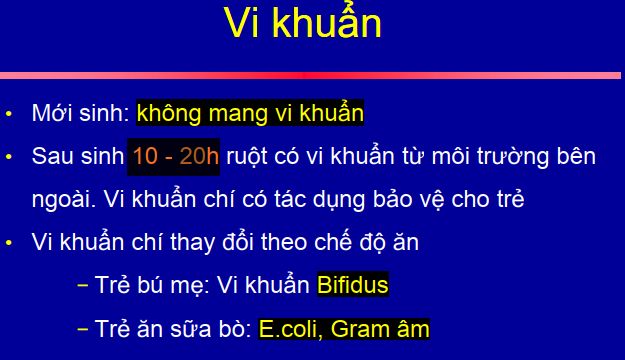 Vi khuẩn
• Mới sinh: không mang vi khuẩn
• Sau sinh 10 - 20h ruột có vi khuẩn từ môi trường bên
ngoài. Vi khuẩn chí có tác dụng bảo vệ cho trẻ
• Vi khuẩn chí thay đổi theo chế độ ăn
− Trẻ bú mẹ: Vi khuẩn Bifidus
− Trẻ ăn sữa bò: E.coli, Gram âm